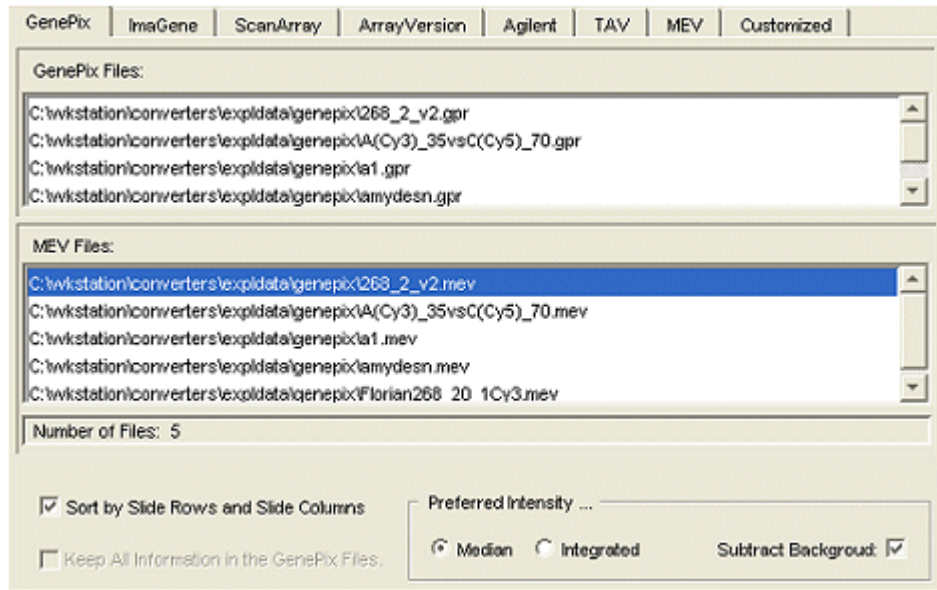 GenePix ImaGene ScanArray ArrayVersion Agilent TAV MEV Customized
GenePix Files:
C:\wkstation\converters\expldata\genepix\268_2_v2.gpr
C:\wkstation\converters\expldata\genepix\A(Cy3)_35vsC(Cy5)_70.gpr
C:\wkstation\converters\expldata\genepix\a1.gpr
C:\wkstation\converters\expldata\genepix\amydesn.gpr
MEV Files:
C:\wkstation\converters\expldata\genepix\268_2_v2.mev
C:\wkstation\converters\expldata\genepix\A(Cy3)_35vsC(Cy5)_70.mev
C:\wkstation\converters\expldata\genepix\a1.mev
C:\wkstation\converters\expldata\genepix\amydesn.mev
C:\wkstation\converters\expldata\genepix\Florian268_20_1Cy3.mev
Number of Files: 5
Sort by Slide Rows and Slide Columns
Keep All Information in the GenePix Files.
Preferred Intensity ...
Median Integrated Subtract Backgroud: